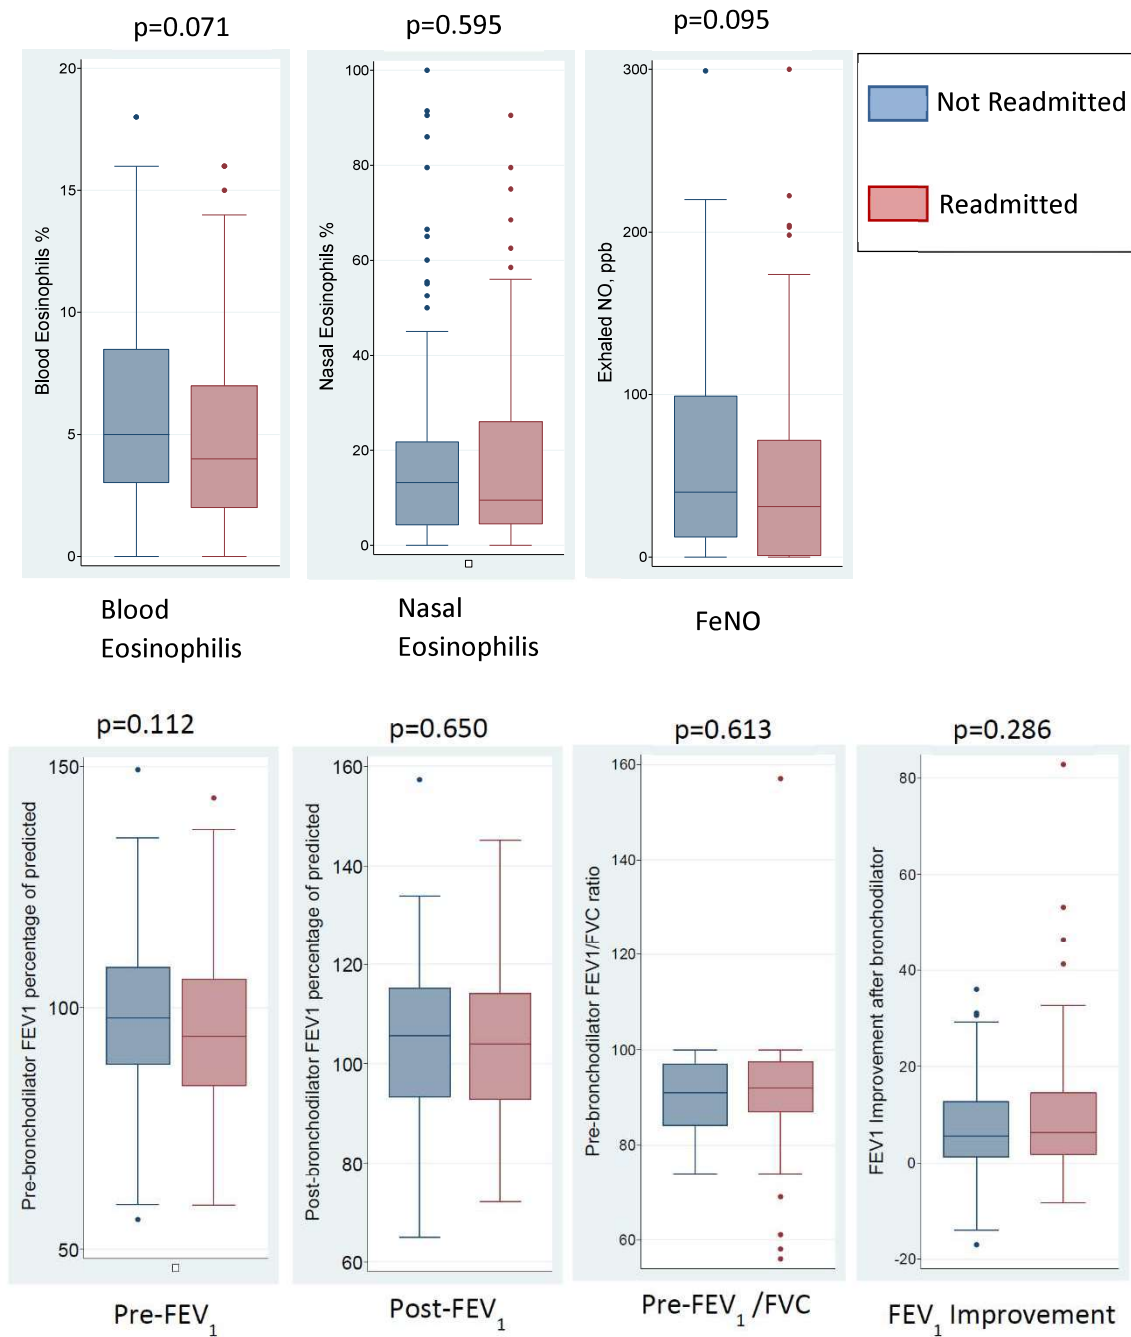 p=0.071
p=0.595
p=0.095
20
15
10
5
0
Blood Eosinophils %
100
80
60
40
20
0
Nasal Eosinophils %
300
200
100
0
Exhaled NO, ppb
Not Readmitted
Readmitted
Blood
Eosinophilis
Nasal
Eosinophilis
FeNO
p=0.112
p=0.650
p=0.613
p=0.286
150
100
50
Pre-bronchodilator FEV1 percentage of predicted
160
140
120
100
80
60
Post-bronchodilator FEV1 percentage of predicted
160
140
120
100
80
60
Pre-bronchodilator FEV1/FVC ratio
80
60
40
20
0
-20
FEV1 Improvement after bronchodilator
Pre-FEV1
Post-FEV1
Pre-FEV1 /FVC
FEV1 Improvement